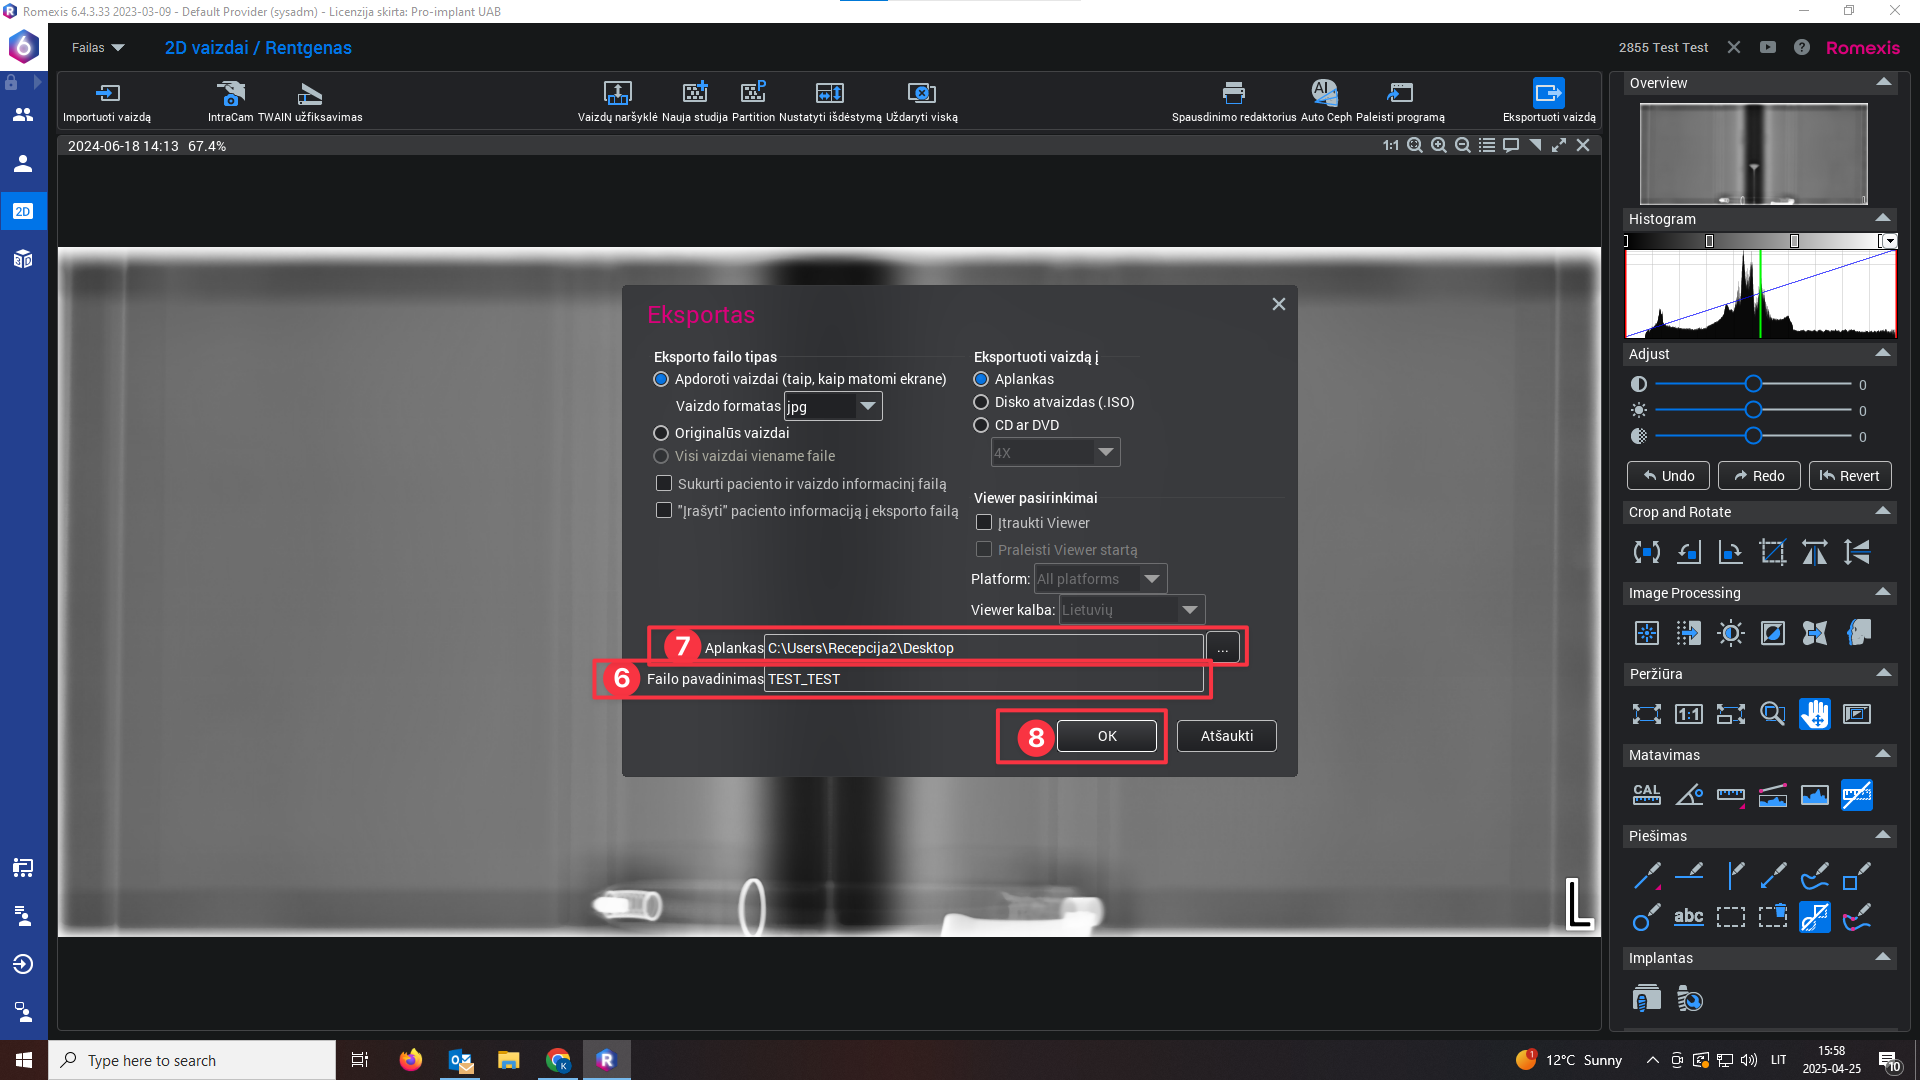 Romexis 6.4.3.33 2023-03-09 - Default Provider (sysadm) - Licenzija skirta: Pro-implant UAB
6 Failas 2D vaizdai / Rentgenas 2855 Test Test Romexis
Importuoti vaizdą IntraCam TWAIN užfiksavimas Vaizdų naršyklė Nauja studija Partition Nustatyti išdėstymą Uždaryti viską Spausdinimo redaktorius Auto Ceph Paleisti programą Eksportuoti vaizdą
P
AI
2024-06-18 14:13 67.4% 1:1
2D
3D
Eksportas
Eksporto failo tipas
Apdoroti vaizdai (taip, kaip matomi ekrane)
Vaizdo formatas jpg
Originalūs vaizdai
Visi vaizdai viename faile
Sukurti paciento ir vaizdo informacinį failą
"Įrašyti" paciento informaciją į eksporto failą
Eksportuoti vaizdą į
Aplankas
Disko atvaizdas (.ISO)
CD ar DVD
4X
Viewer pasirinkimai
Įtraukti Viewer
Praleisti Viewer startą
Platform: All platforms
Viewer kalba: Lietuvių
7 Aplankas C:\Users\Recepcija2\Desktop ...
6 Failo pavadinimas TEST_TEST
8 OK Atšaukti
L
Overview
Histogram
Adjust
0
0
0
Undo Redo Revert
Crop and Rotate
Image Processing
Peržiūra
1:1
Matavimas
CAL
Piešimas
abc
Implantas
Type here to search
K
R
1 12°C Sunny LIT 15:58
2025-04-25 10